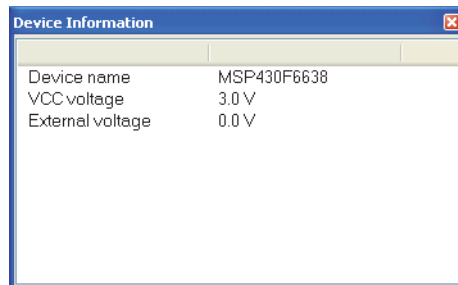 Device Information
Device name MSP430F6638
VCC voltage 3.0 V
External voltage 0.0 V